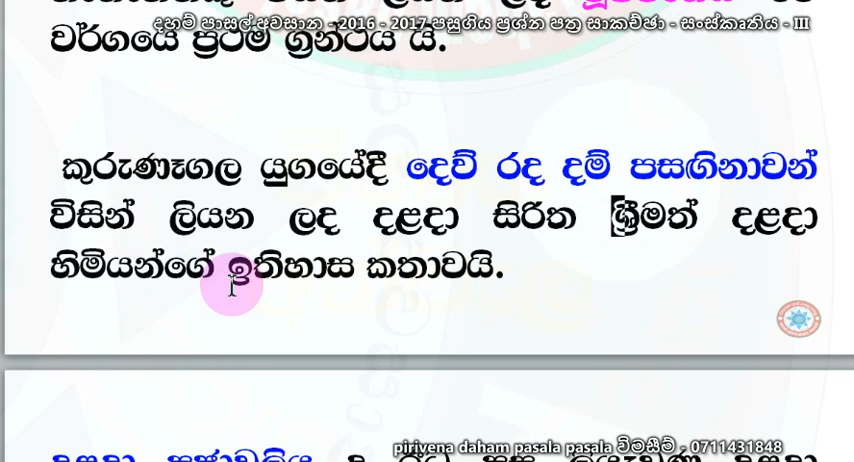 දහම් පාසල් අවසාන - 2016 - 2017 පසුගිය ප්‍රශ්න පත්‍ර සාකච්ඡා - සංස්කෘතිය - III
වර්ගයේ ප්‍රථම ග්‍රන්ථය යි.
කුරුණෑගල යුගයේදී දෙව් රද දම් පසඟිනාවන්
විසින් ලියන ලද දළදා සිරිත ශ්‍රීමත් දළදා
හිමියන්ගේ ඉතිහාස කතාවයි.
pirivena daham pasala pasala විමසීම් - 0711431848